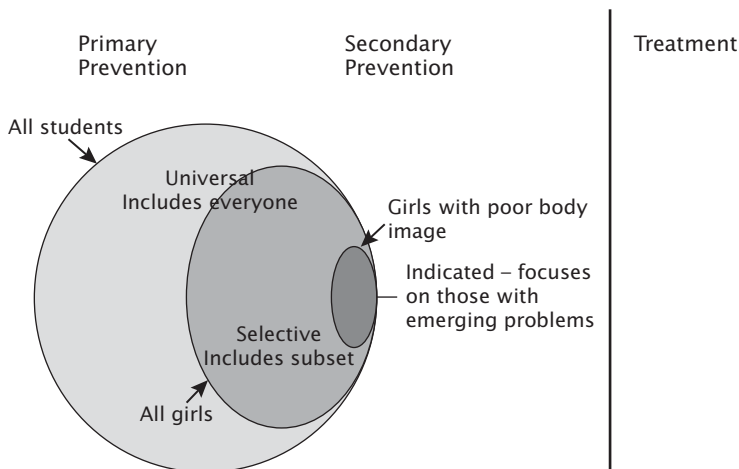 Primary
Prevention
Secondary
Prevention
Treatment
All students
Universal
Includes everyone
Girls with poor body
image
Indicated – focuses
on those with
emerging problems
Selective
Includes subset
All girls